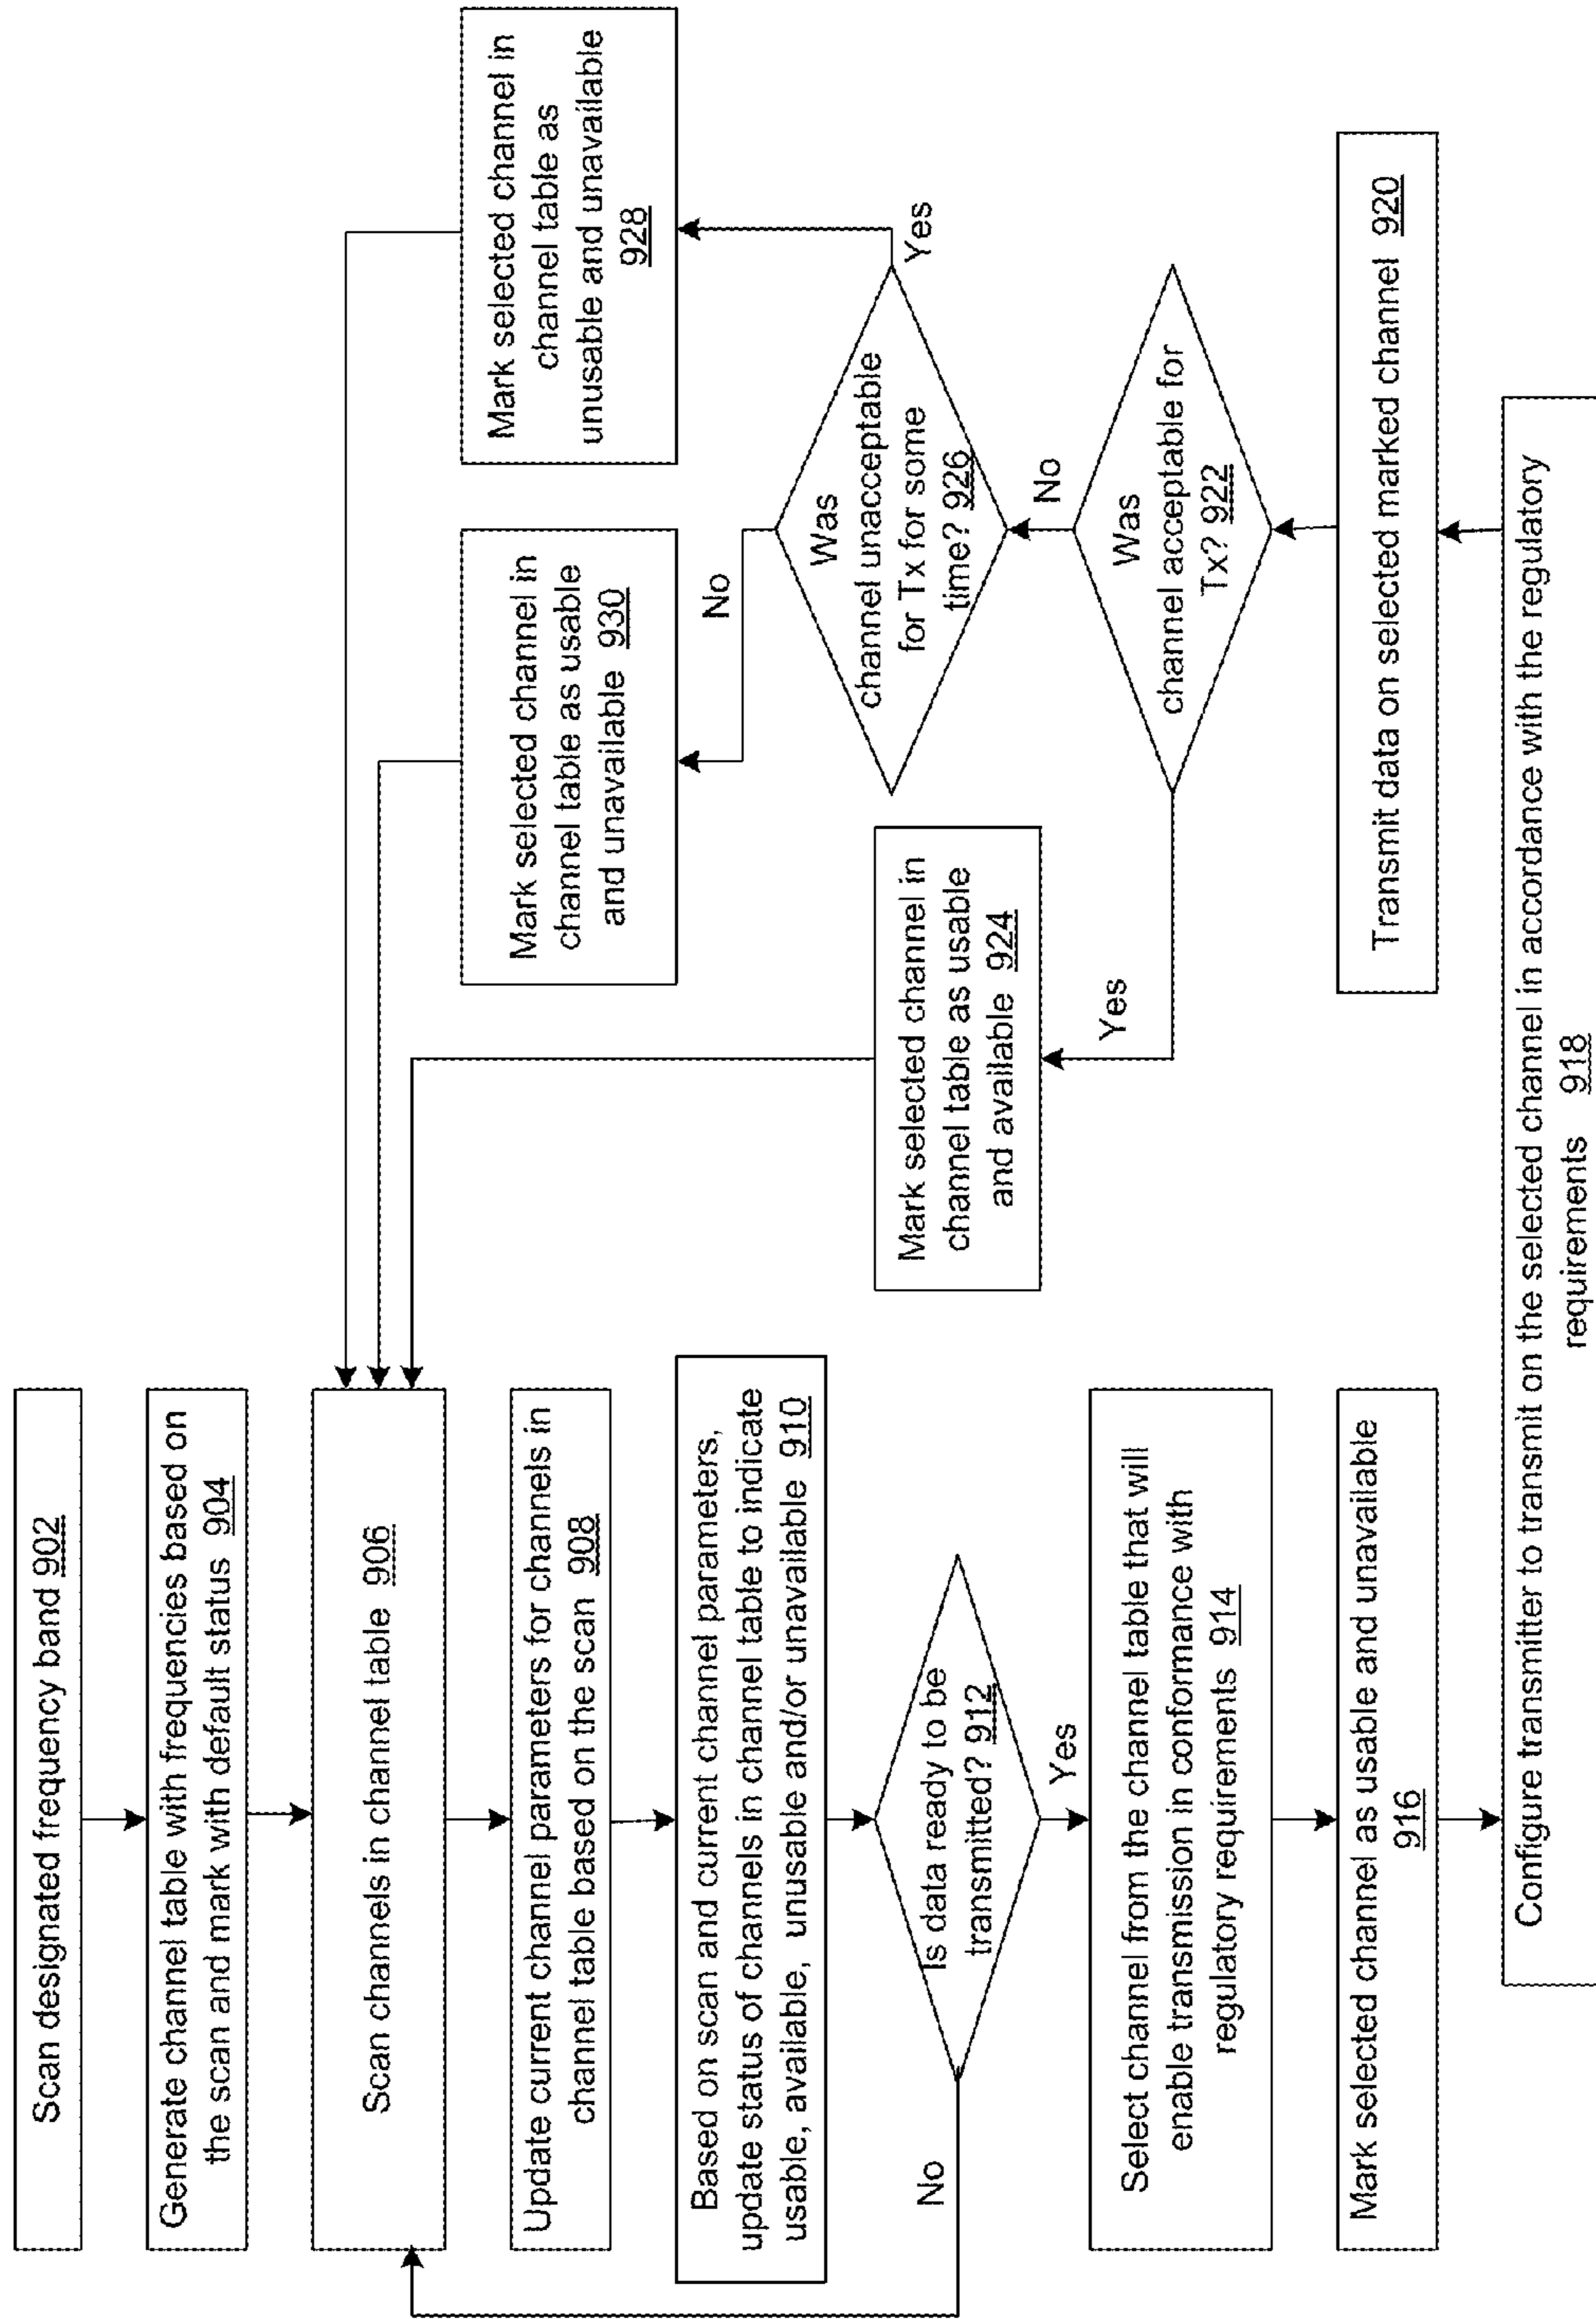 Scan designated frequency band 902
Generate channel table with frequencies based on
the scan and mark with default status 904
Scan channels in channel table 906
Update current channel parameters for channels in
channel table based on the scan 908
Based on scan and current channel parameters,
update status of channels in channel table to indicate
usable, available, unusable and/or unavailable 910
Is data ready to be
transmitted? 912
No
Yes
Select channel from the channel table that will
enable transmission in conformance with
regulatory requirements 914
Mark selected channel as usable and unavailable
916
Configure transmitter to transmit on the selected channel in accordance with the regulatory
requirements 918
Transmit data on selected marked channel 920
Was
channel acceptable for
Tx? 922
Yes
No
Mark selected channel in
channel table as usable
and available 924
Was
channel unacceptable
for Tx for some
time? 926
No
Yes
Mark selected channel in
channel table as usable
and unavailable 930
Mark selected channel in
channel table as
unusable and unavailable
928